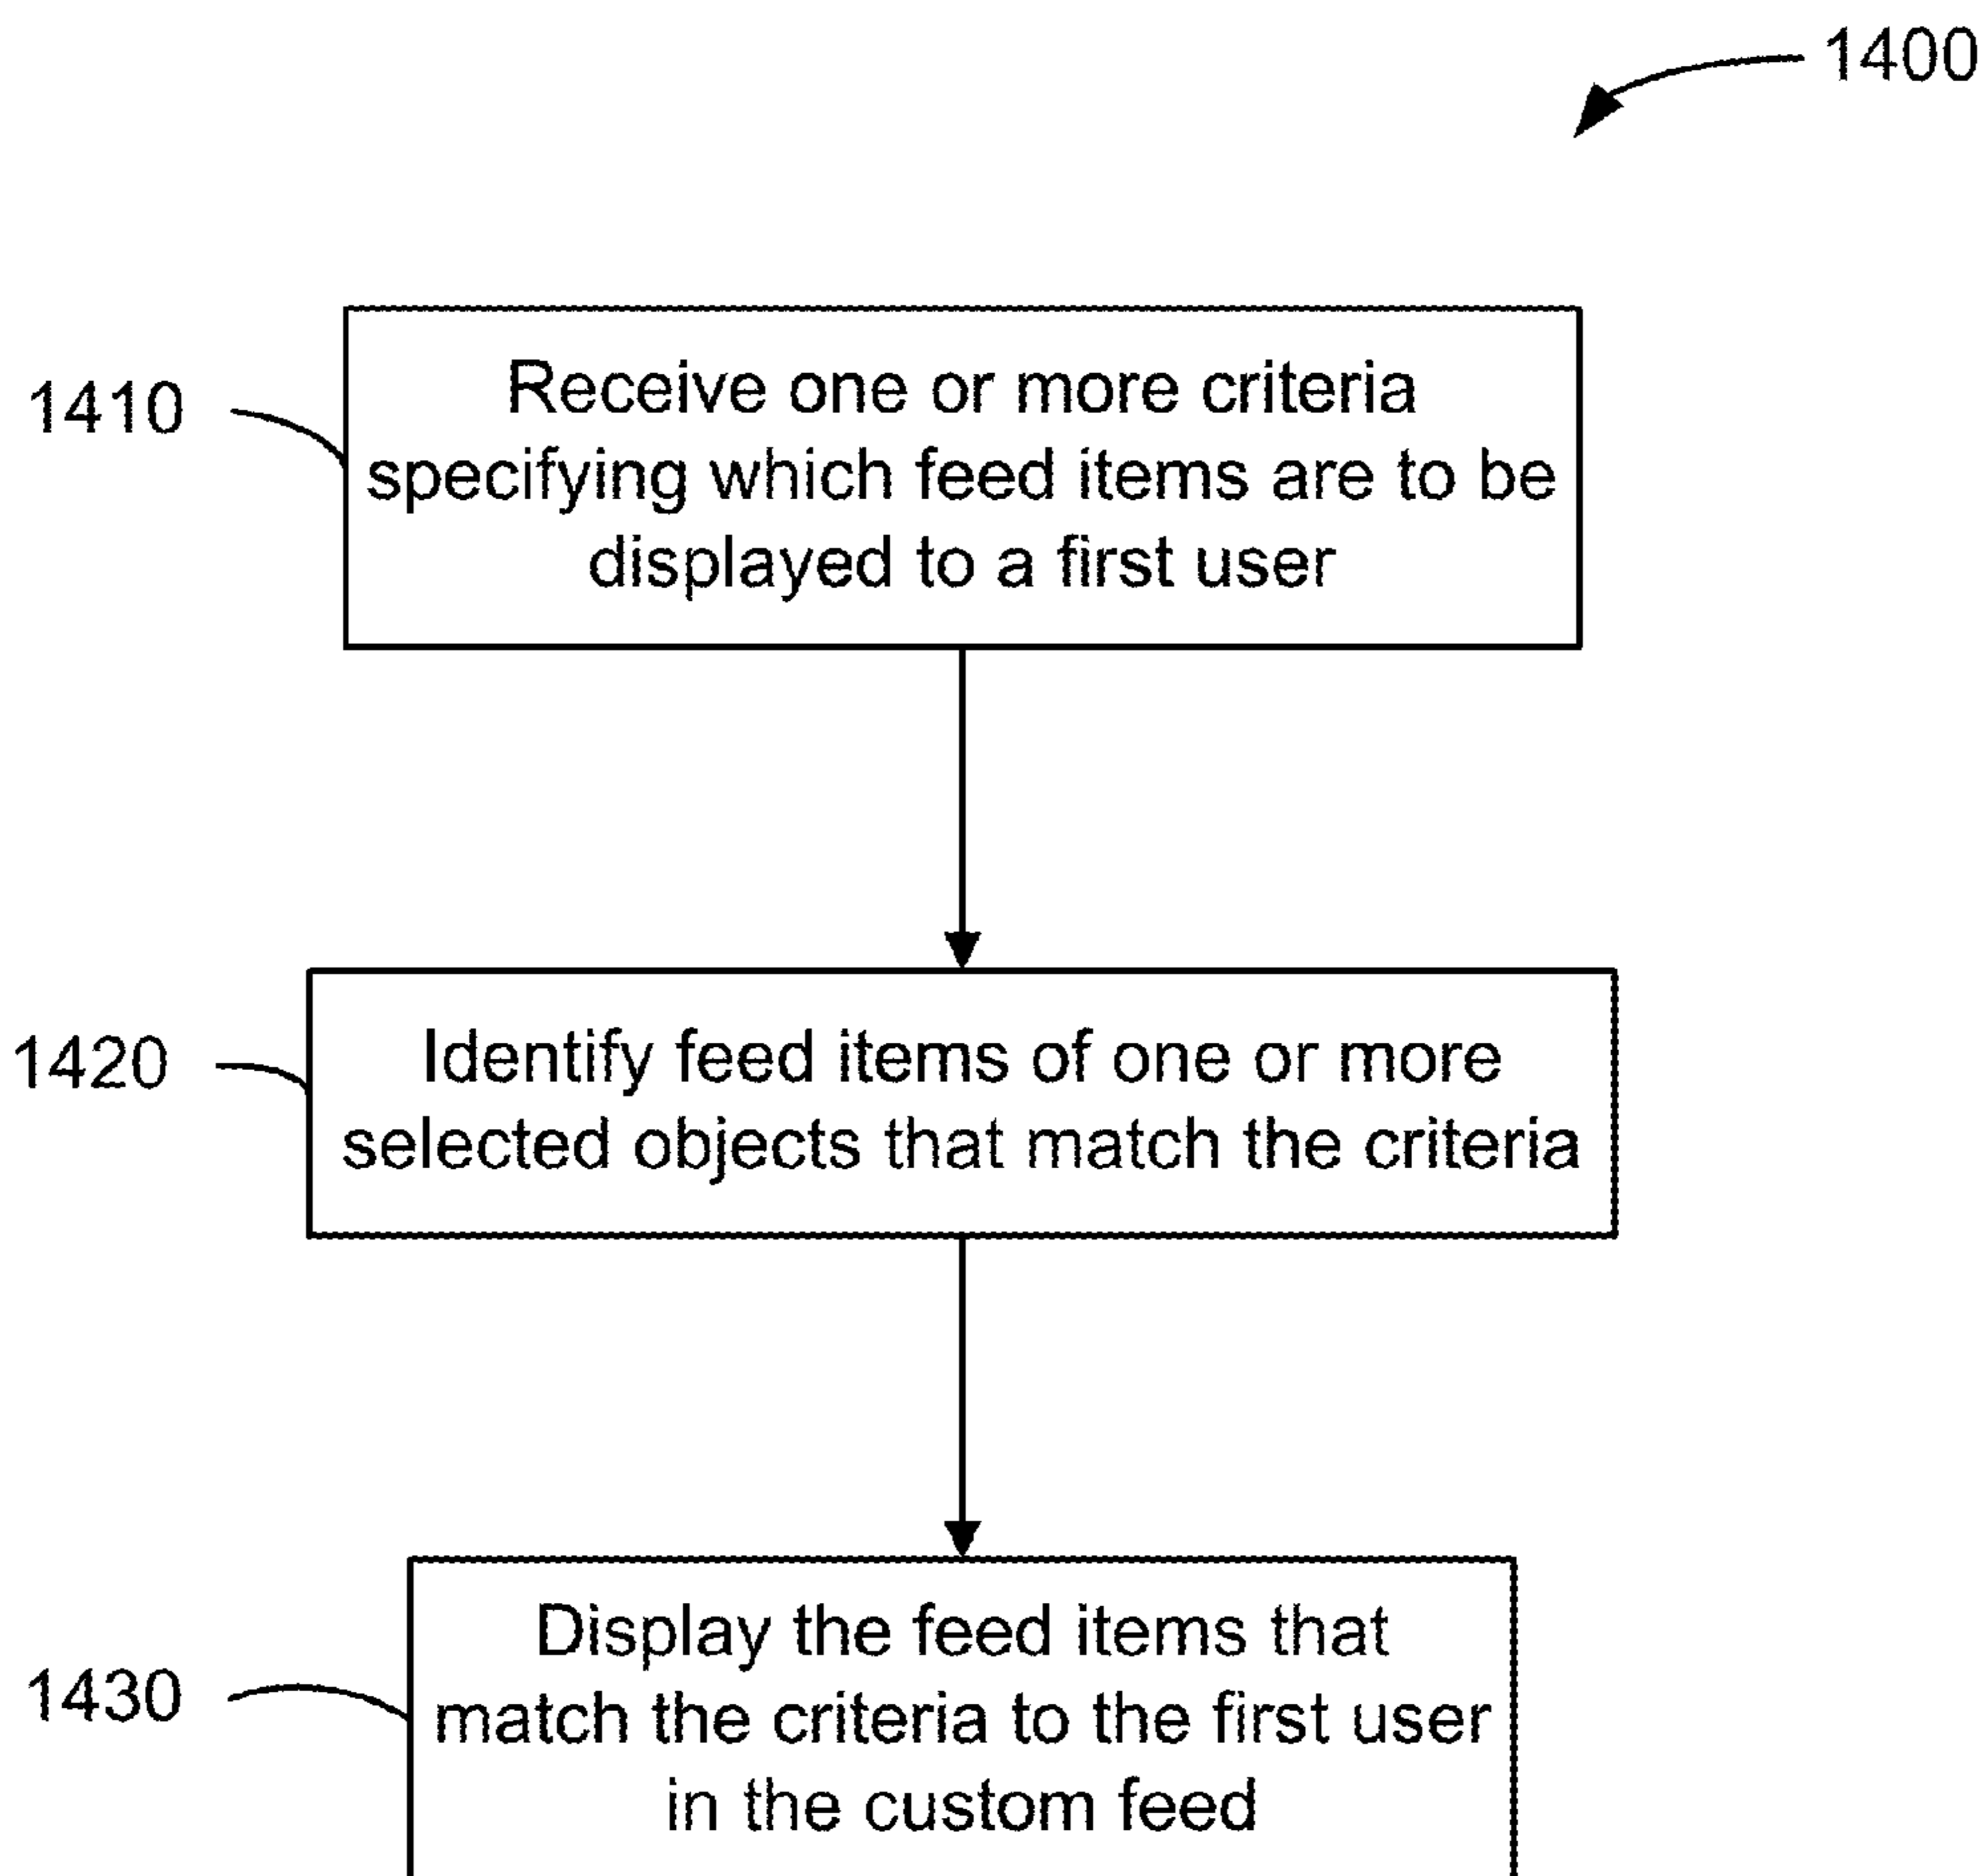 1400
1410
Receive one or more criteria
specifying which feed items are to be
displayed to a first user
1420
Identify feed items of one or more
selected objects that match the criteria
1430
Display the feed items that
match the criteria to the first user
in the custom feed